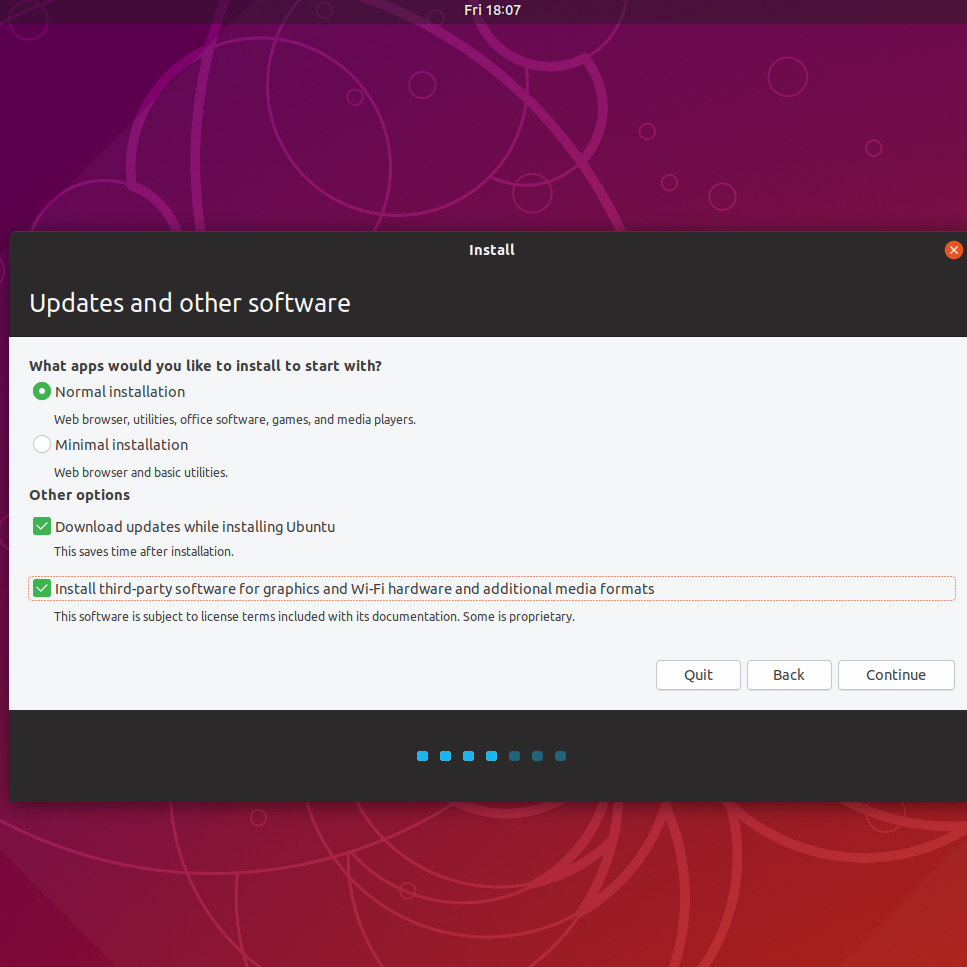 Fri 18:07
Install
Updates and other software
What apps would you like to install to start with?
Normal installation
Web browser, utilities, office software, games, and media players.
Minimal installation
Web browser and basic utilities.
Other options
Download updates while installing Ubuntu
This saves time after installation.
Install third-party software for graphics and Wi-Fi hardware and additional media formats
This software is subject to license terms included with its documentation. Some is proprietary.
Quit Back Continue